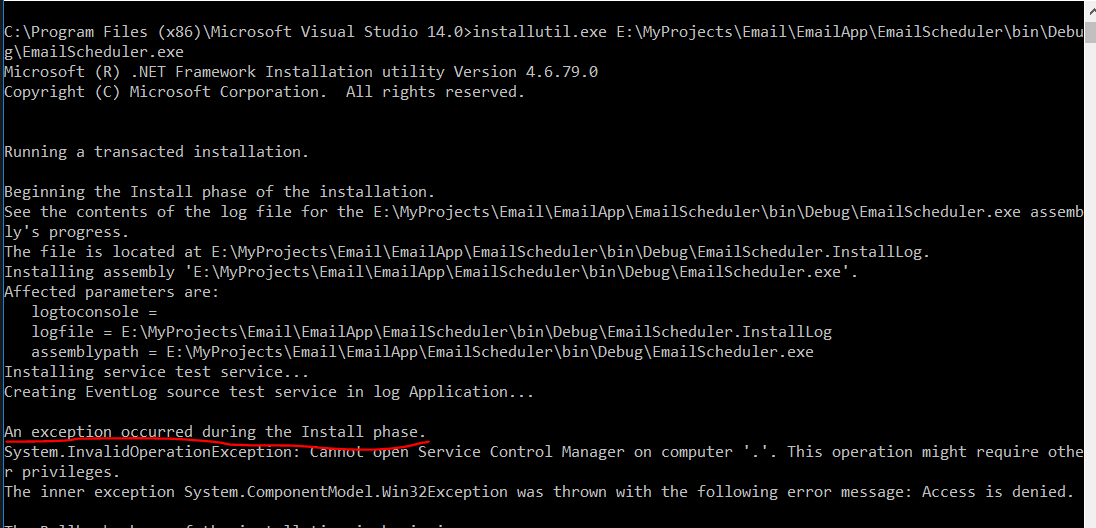 C:\Program Files (x86)\Microsoft Visual Studio 14.0>installutil.exe E:\MyProjects\Email\EmailApp\EmailScheduler\bin\Debu
g\EmailScheduler.exe
Microsoft (R) .NET Framework Installation utility Version 4.6.79.0
Copyright (C) Microsoft Corporation.  All rights reserved.
Running a transacted installation.
Beginning the Install phase of the installation.
See the contents of the log file for the E:\MyProjects\Email\EmailApp\EmailScheduler\bin\Debug\EmailScheduler.exe assemb
ly's progress.
The file is located at E:\MyProjects\Email\EmailApp\EmailScheduler\bin\Debug\EmailScheduler.InstallLog.
Installing assembly 'E:\MyProjects\Email\EmailApp\EmailScheduler\bin\Debug\EmailScheduler.exe'.
Affected parameters are:
   logtoconsole =
   logfile = E:\MyProjects\Email\EmailApp\EmailScheduler\bin\Debug\EmailScheduler.InstallLog
   assemblypath = E:\MyProjects\Email\EmailApp\EmailScheduler\bin\Debug\EmailScheduler.exe
Installing service test service...
Creating EventLog source test service in log Application...
An exception occurred during the Install phase.
System.InvalidOperationException: Cannot open Service Control Manager on computer '.'. This operation might require othe
r privileges.
The inner exception System.ComponentModel.Win32Exception was thrown with the following error message: Access is denied.